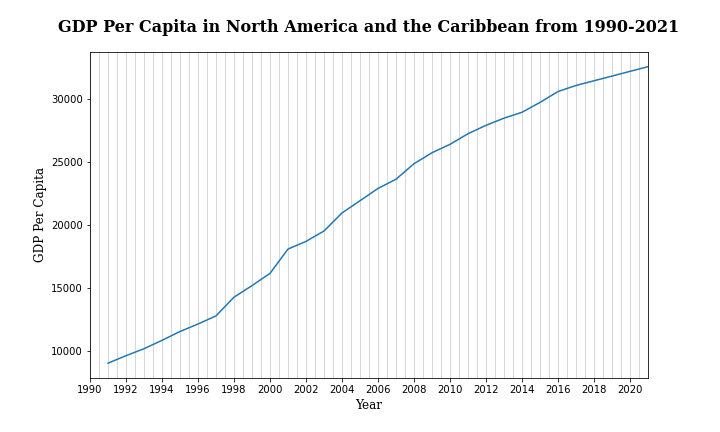 GDP Per Capita in North America and the Caribbean from 1990-2021
30000
25000
20000
15000
10000
GDP Per Capita
1990 1992 1994 1996 1998 2000 2002 2004 2006 2008 2010 2012 2014 2016 2018 2020
Year